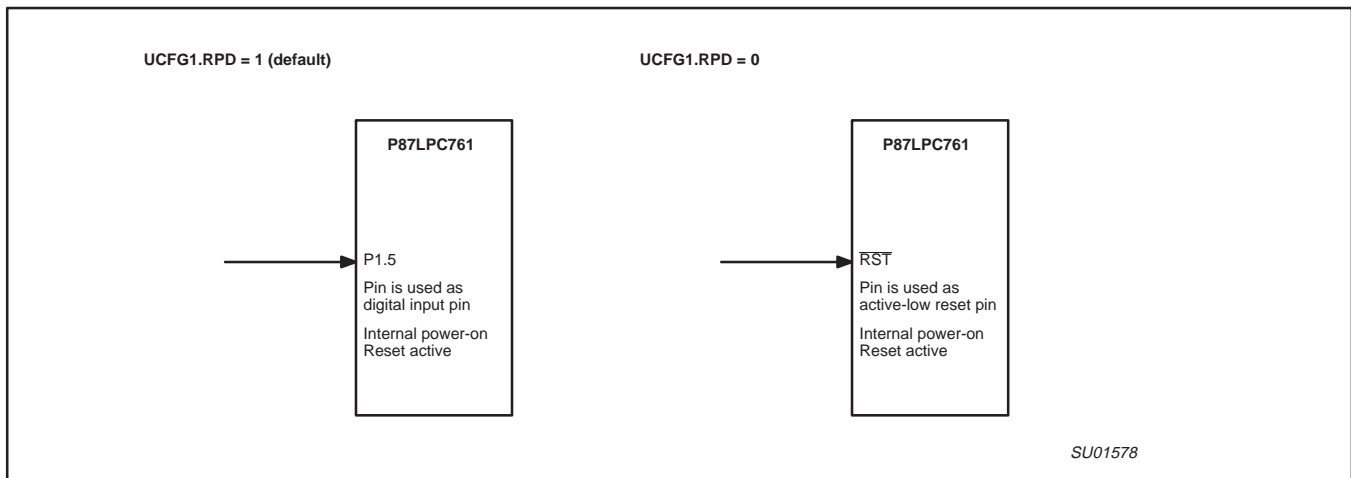 UCFG1.RPD = 1 (default)
UCFG1.RPD = 0
P87LPC761
P1.5
Pin is used as
digital input pin
Internal power-on
Reset active
P87LPC761
R̅S̅T̅
Pin is used as
active-low reset pin
Internal power-on
Reset active
SU01578